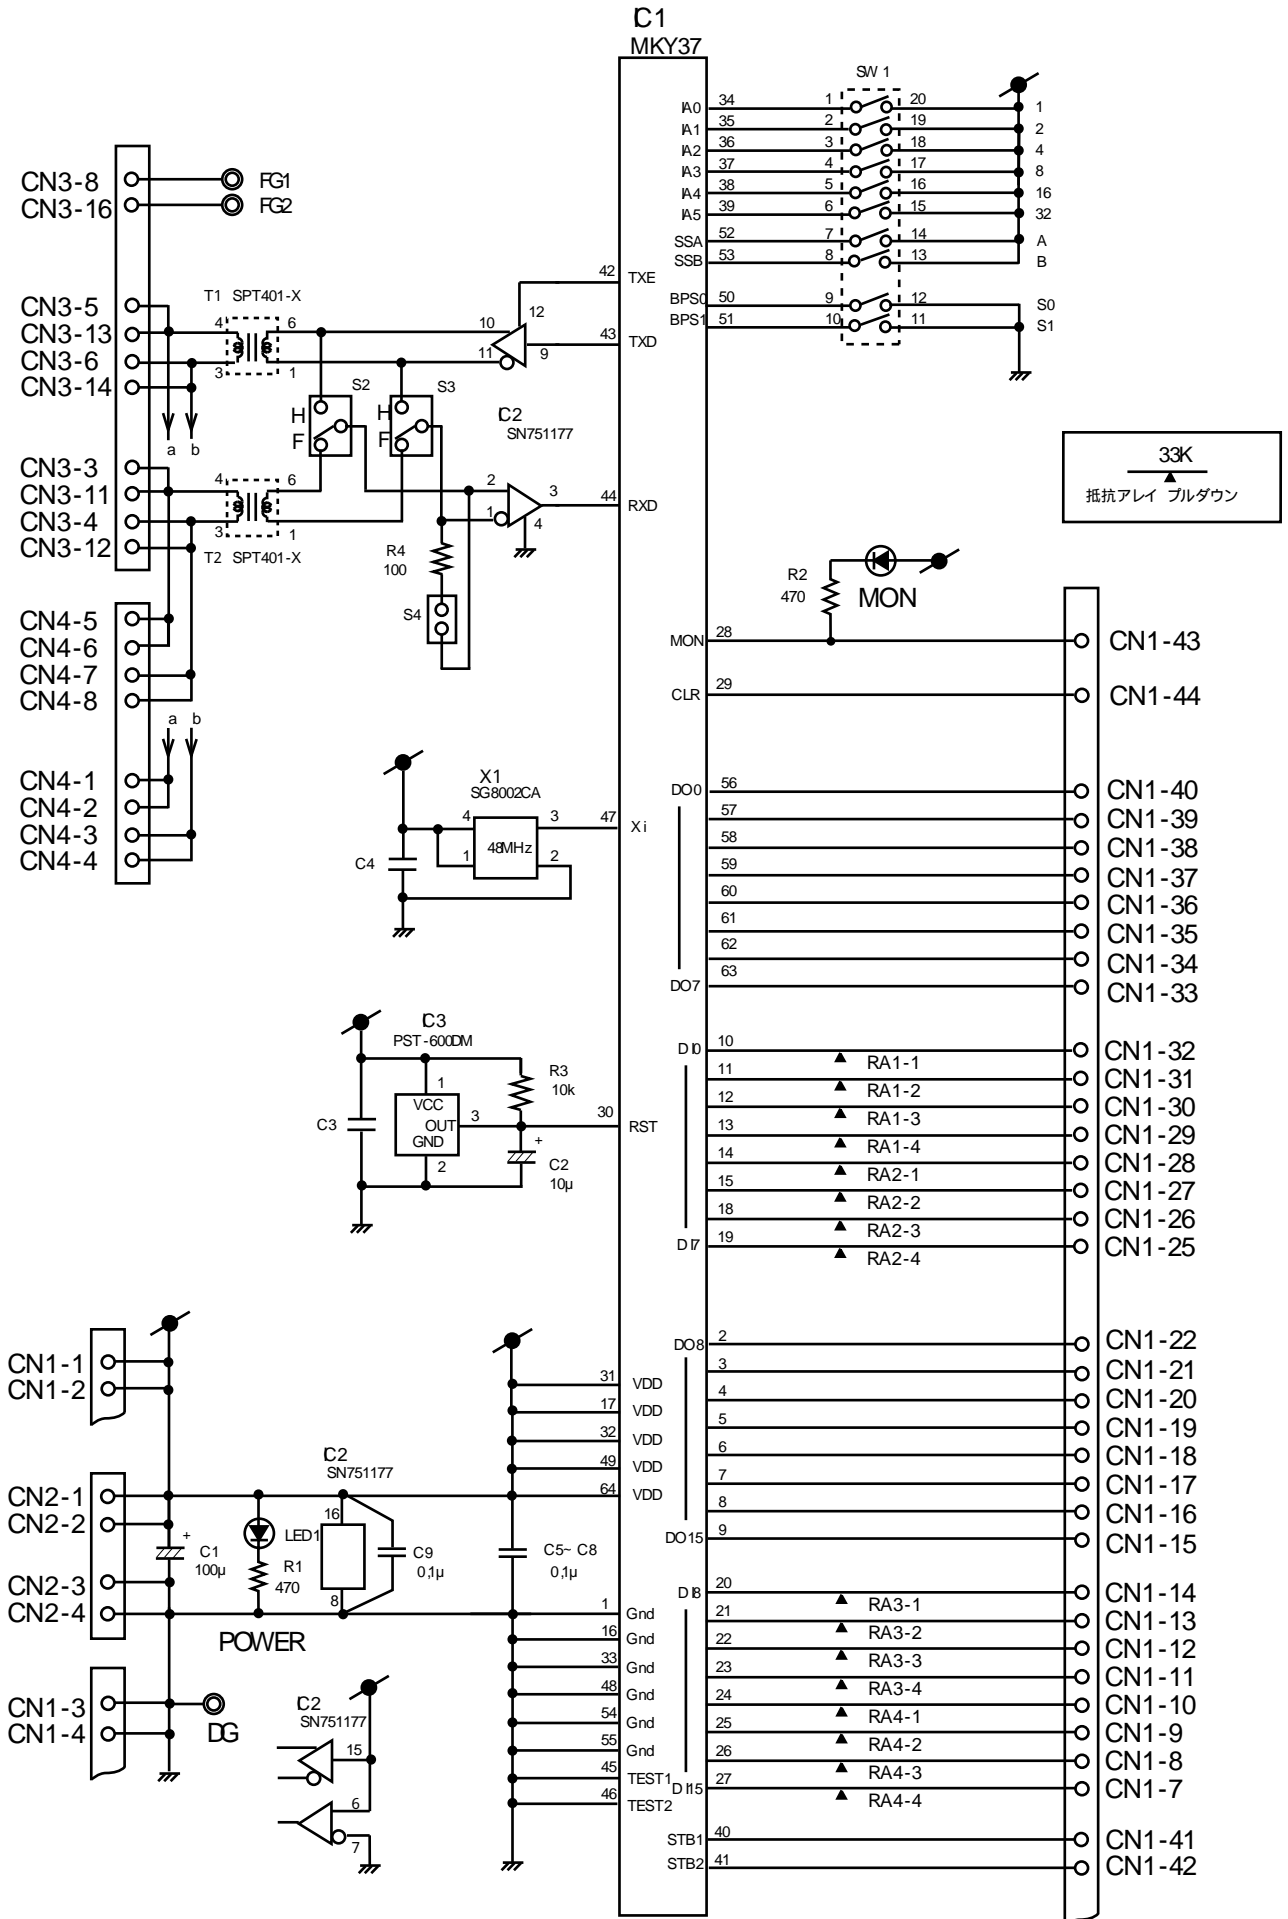 IC1
MKY37
SW 1
IA0 34 1 20 1
IA1 35 2 19 2
IA2 36 3 18 4
IA3 37 4 17 8
IA4 38 5 16 16
IA5 39 6 15 32
SSA 52 7 14 A
SSB 53 8 13 B
BPS0 50 9 12 S0
BPS1 51 10 11 S1
CN3-8 FG1
CN3-16 FG2
CN3-5
CN3-13
CN3-6
CN3-14
T1 SPT401-X
4 6
3 1
a b
42 TXE
12
10
11 9
43 TXD
S2 S3
H H
F F
IC2
SN751177
CN3-3
CN3-11
CN3-4
CN3-12
4 6
3 1
T2 SPT401-X
2 3
1 4
44 RXD
R4
100
S4
33K
抵抗アレイ プルダウン
R2
470
MON
MON 28 CN1-43
CLR 29 CN1-44
CN4-5
CN4-6
CN4-7
CN4-8
a b
CN4-1
CN4-2
CN4-3
CN4-4
X1
SG8002CA
4 3
48MHz
1 2
C4
47 Xi
DO0 56 CN1-40
57 CN1-39
58 CN1-38
59 CN1-37
60 CN1-36
61 CN1-35
62 CN1-34
DO7 63 CN1-33
IC3
PST-600DM
1
VCC
OUT 3
GND
2
C3
R3
10k
+
C2
10μ
30 RST
DI0 10 RA1-1 CN1-32
11 RA1-2 CN1-31
12 RA1-3 CN1-30
13 RA1-4 CN1-29
14 RA2-1 CN1-28
15 RA2-2 CN1-27
18 RA2-3 CN1-26
DI7 19 RA2-4 CN1-25
CN1-1
CN1-2
31 VDD
17 VDD
32 VDD
49 VDD
64 VDD
DO8 2 CN1-22
3 CN1-21
4 CN1-20
5 CN1-19
6 CN1-18
7 CN1-17
8 CN1-16
DO15 9 CN1-15
CN2-1
CN2-2
CN2-3
CN2-4
+
C1
100μ
LED1
R1
470
POWER
IC2
SN751177
16
8
C9
0,1μ
C5~ C8
0,1μ
1 Gnd
16 Gnd
33 Gnd
48 Gnd
54 Gnd
55 Gnd
45 TEST1
46 TEST2
DI8 20 RA3-1 CN1-14
21 RA3-2 CN1-13
22 RA3-3 CN1-12
23 RA3-4 CN1-11
24 RA4-1 CN1-10
25 RA4-2 CN1-9
26 RA4-3 CN1-8
DI15 27 RA4-4 CN1-7
STB1 40 CN1-41
STB2 41 CN1-42
CN1-3
CN1-4
DG
IC2
SN751177
15
6
7